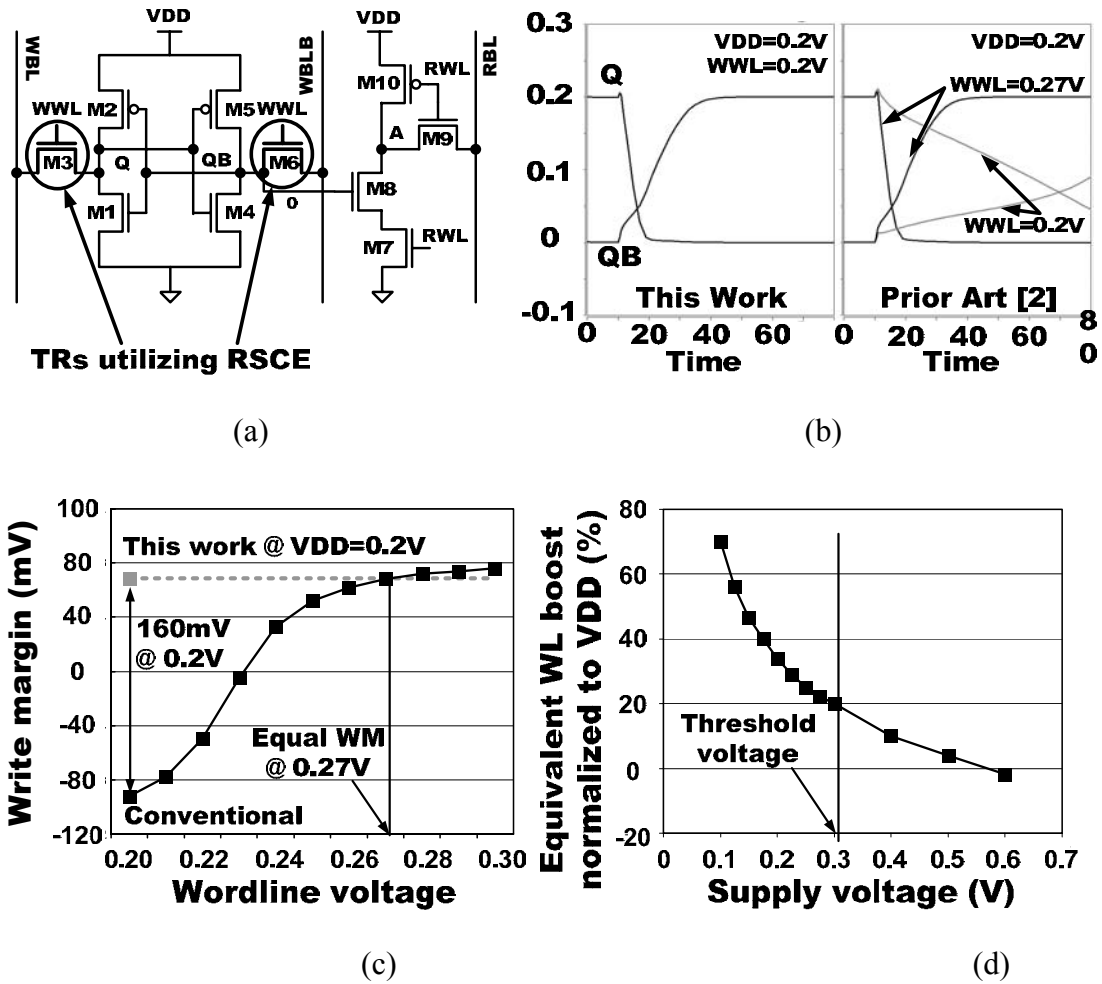 VDD
VDD
WBL
WBLB
RBL
WWL
M2
M5
WWL
M10
RWL
M3
Q
QB
M6
A
M9
M1
M4
0
M8
M7
RWL
TRs utilizing RSCE
(a)
0.3
0.2
0.1
0
-0.1
VDD=0.2V
WWL=0.2V
Q
QB
This Work
0 20 40 60
Time
VDD=0.2V
WWL=0.27V
WWL=0.2V
Prior Art [2]
0 20 40 60 8
0
Time
(b)
Write margin (mV)
100
80
60
40
0
-40
-80
-120
This work @ VDD=0.2V
160mV
@ 0.2V
Equal WM
@ 0.27V
Conventional
0.20 0.22 0.24 0.26 0.28 0.30
Wordline voltage
(c)
Equivalent WL boost
normalized to VDD (%)
80
70
60
40
20
0
-20
Threshold
voltage
0.1 0.2 0.3 0.4 0.5 0.6 0.7
Supply voltage (V)
(d)